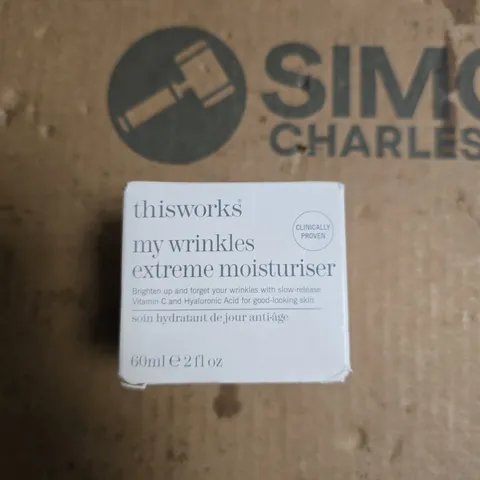 SIMO
CHARLES
thisworks®
my wrinkles
extreme moisturiser
CLINICALLY
PROVEN
Brighten up and forget your wrinkles with slow-release
Vitamin C and Hyaluronic Acid for good-looking skin
soin hydratant de jour anti-âge
60ml e 2 fl oz